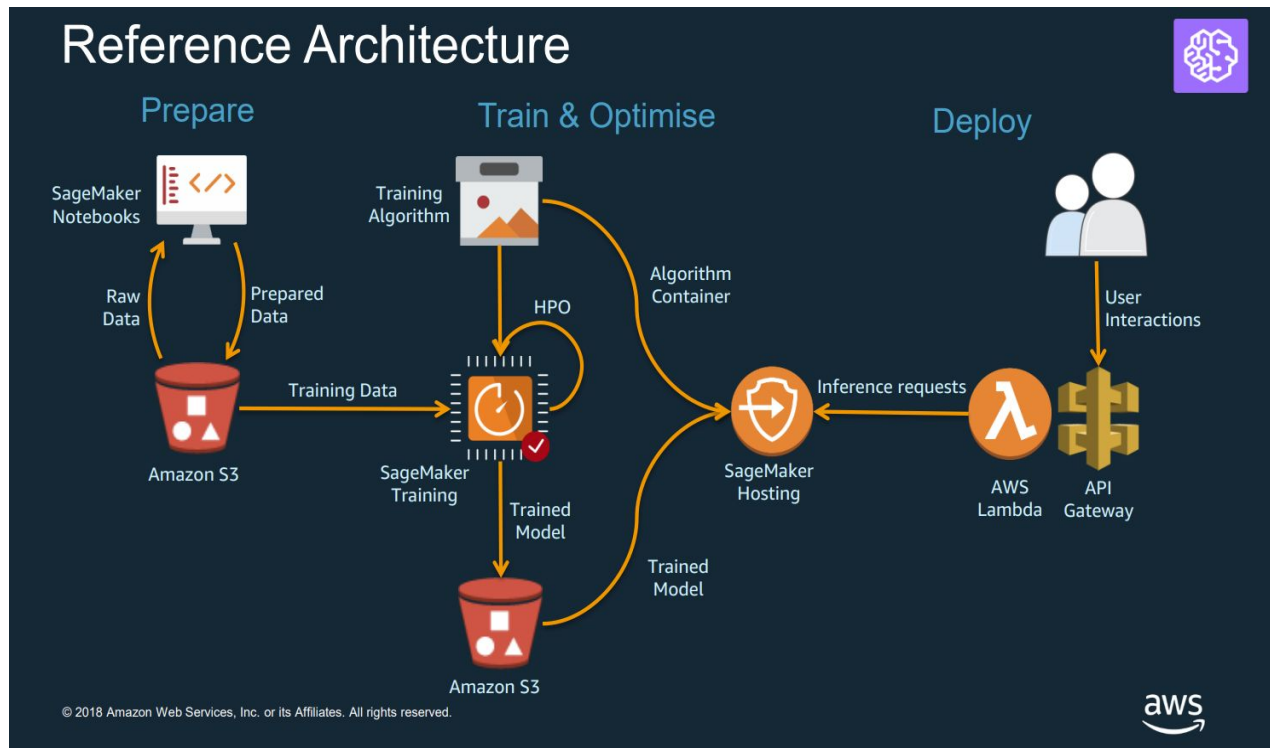 Reference Architecture
Prepare
Train & Optimise
Deploy
SageMaker
Notebooks
Training
Algorithm
Raw
Data
Prepared
Data
HPO
Algorithm
Container
User
Interactions
Training Data
Inference requests
Amazon S3
SageMaker
Training
SageMaker
Hosting
AWS
Lambda
API
Gateway
Trained
Model
Trained
Model
Amazon S3
© 2018 Amazon Web Services, Inc. or its Affiliates. All rights reserved.
aws